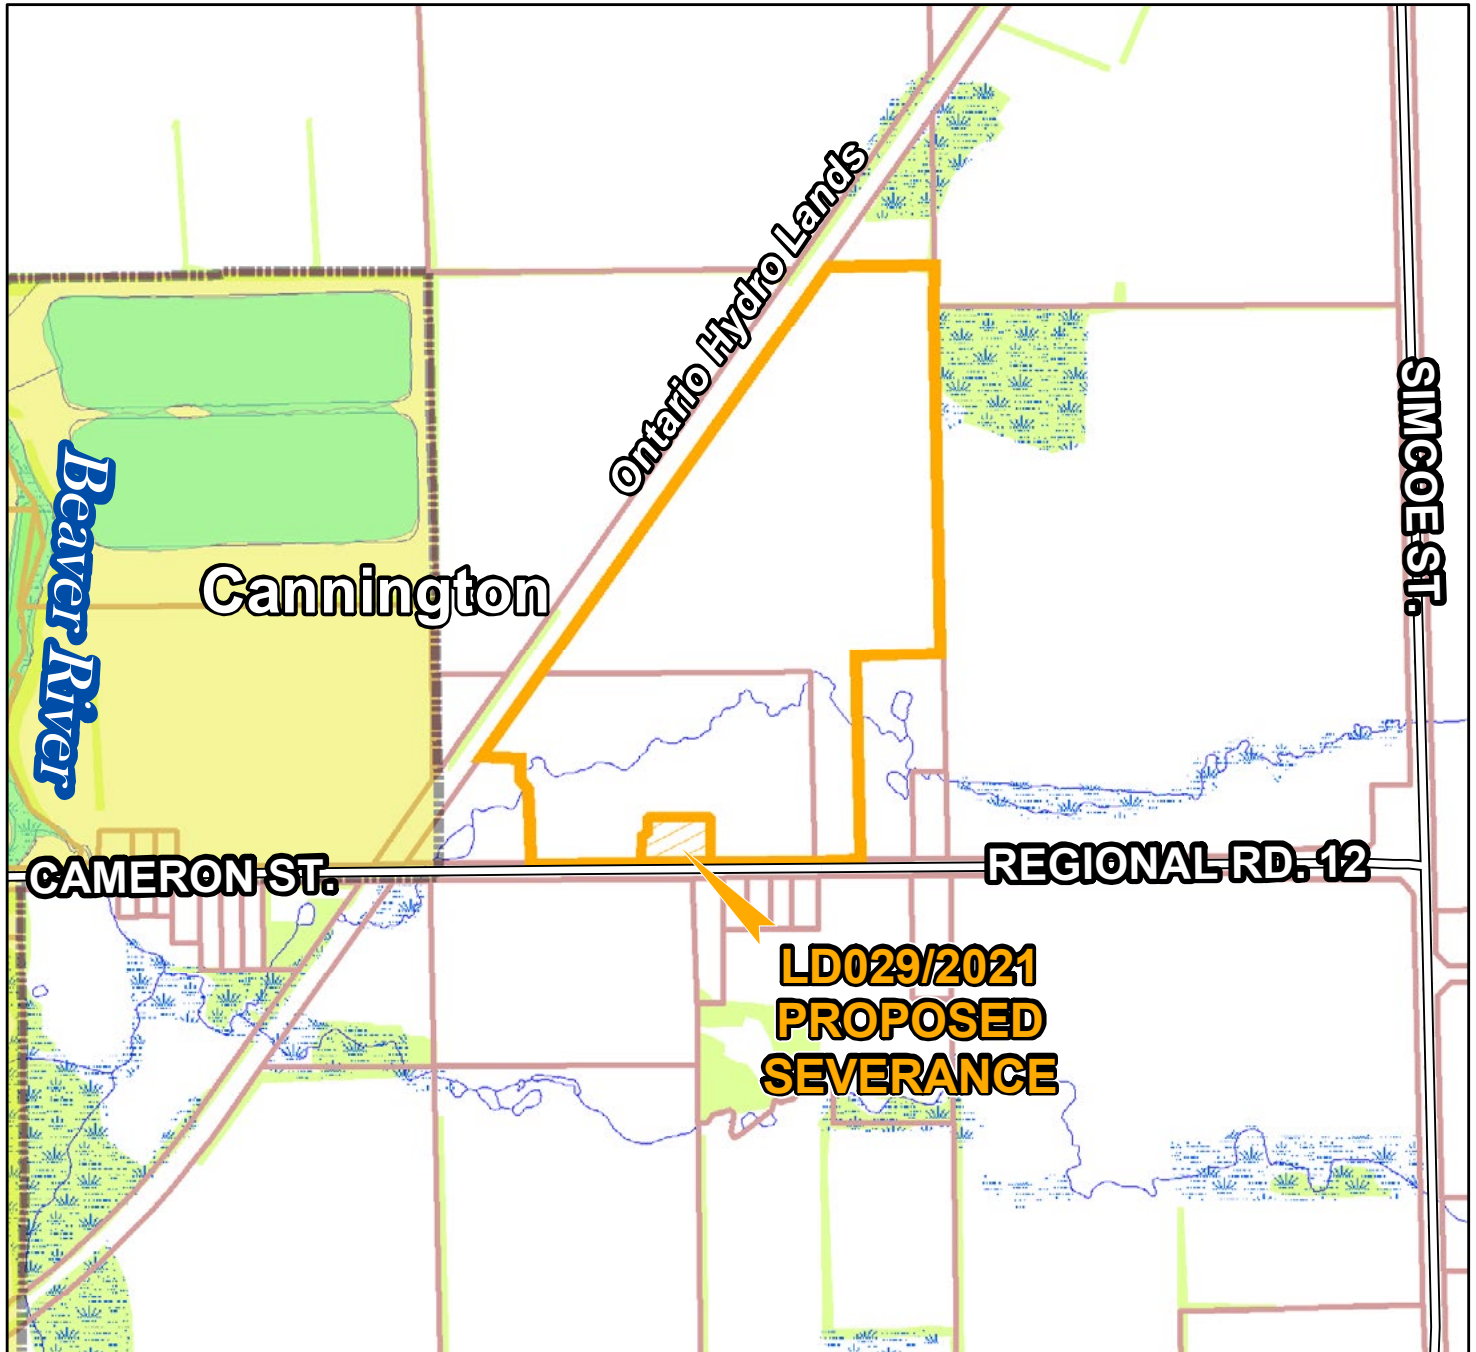 Ontario Hydro Lands
SIMCOE ST.
Beaver River
Cannington
CAMERON ST.
REGIONAL RD. 12
LD029/2021
PROPOSED
SEVERANCE